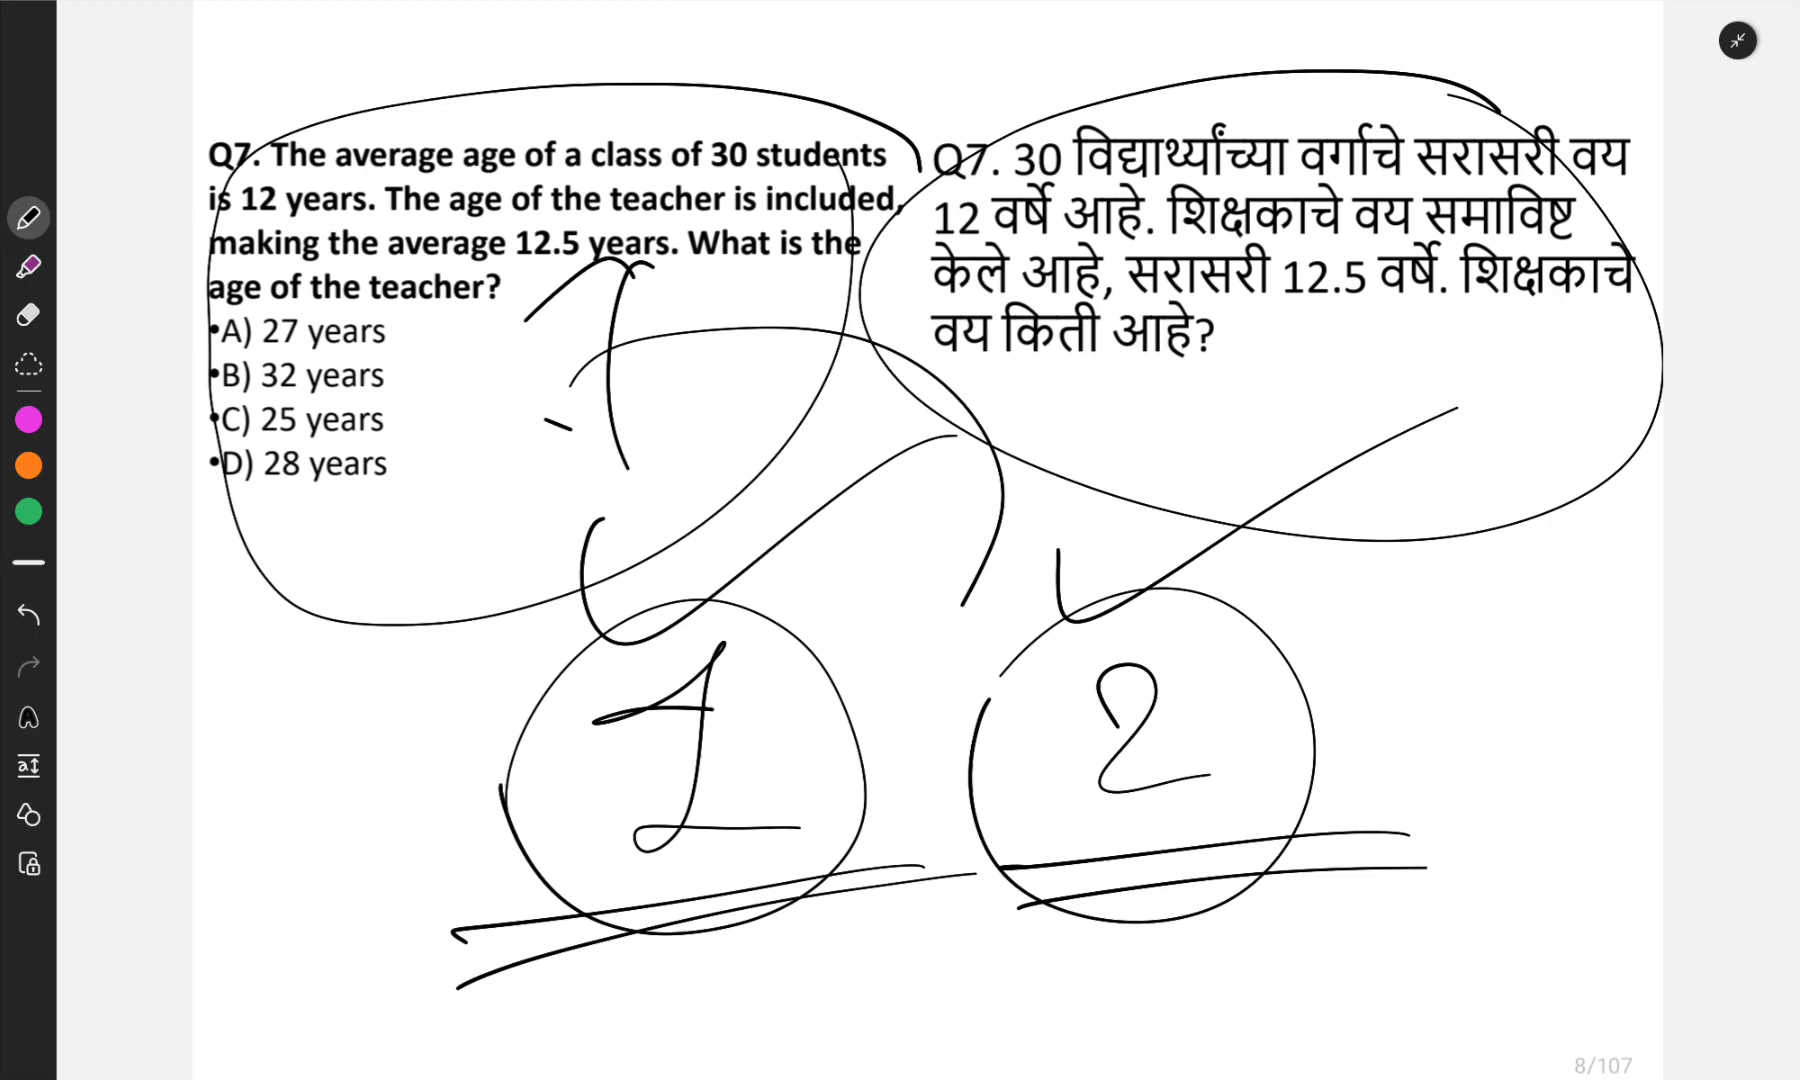 Q7. The average age of a class of 30 students
is 12 years. The age of the teacher is included,
making the average 12.5 years. What is the
age of the teacher?
•A) 27 years
•B) 32 years
•C) 25 years
•D) 28 years
Q7. 30 विद्यार्थ्यांच्या वर्गाचे सरासरी वय
12 वर्षे आहे. शिक्षकाचे वय समाविष्ट
केले आहे, सरासरी 12.5 वर्षे. शिक्षकाचे
वय किती आहे?
1
2
8/107